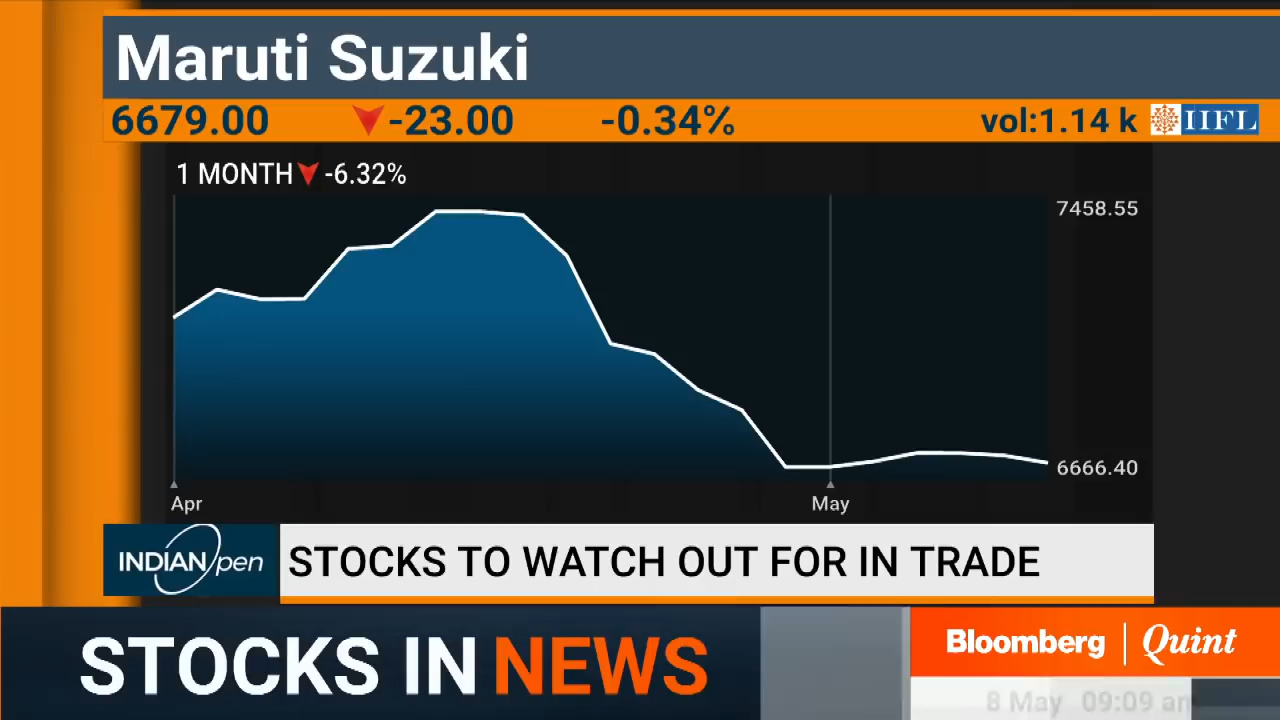 Maruti Suzuki
6679.00 -23.00 -0.34% vol:1.14 k IIFL
1 MONTH -6.32%
7458.55
6666.40
Apr May
INDIAN Open STOCKS TO WATCH OUT FOR IN TRADE
STOCKS IN NEWS
Bloomberg | Quint
8 May 09:09 am